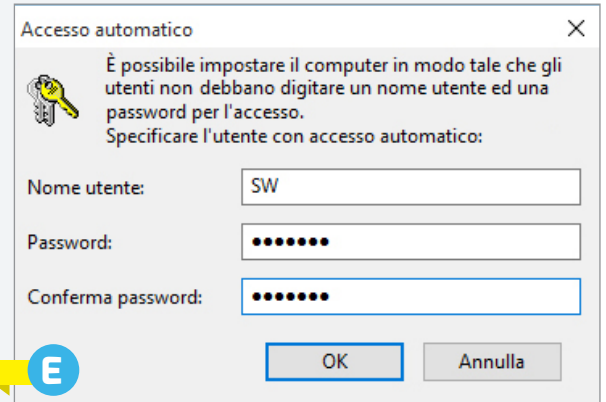 Accesso automatico
È possibile impostare il computer in modo tale che gli
utenti non debbano digitare un nome utente ed una
password per l'accesso.
Specificare l'utente con accesso automatico:
Nome utente:
SW
Password:
●●●●●●●
Conferma password:
●●●●●●●
OK
Annulla
E